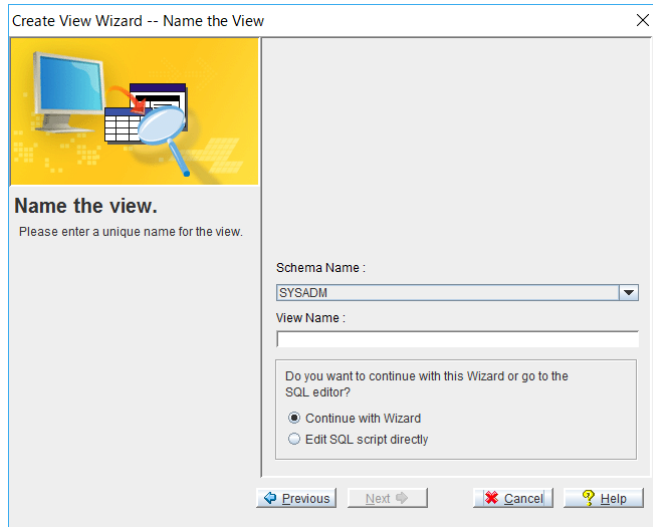 Create View Wizard -- Name the View
Name the view.
Please enter a unique name for the view.
Schema Name :
SYSADM
View Name :
Do you want to continue with this Wizard or go to the
SQL editor?
Continue with Wizard
Edit SQL script directly
Previous
Next
Cancel
Help